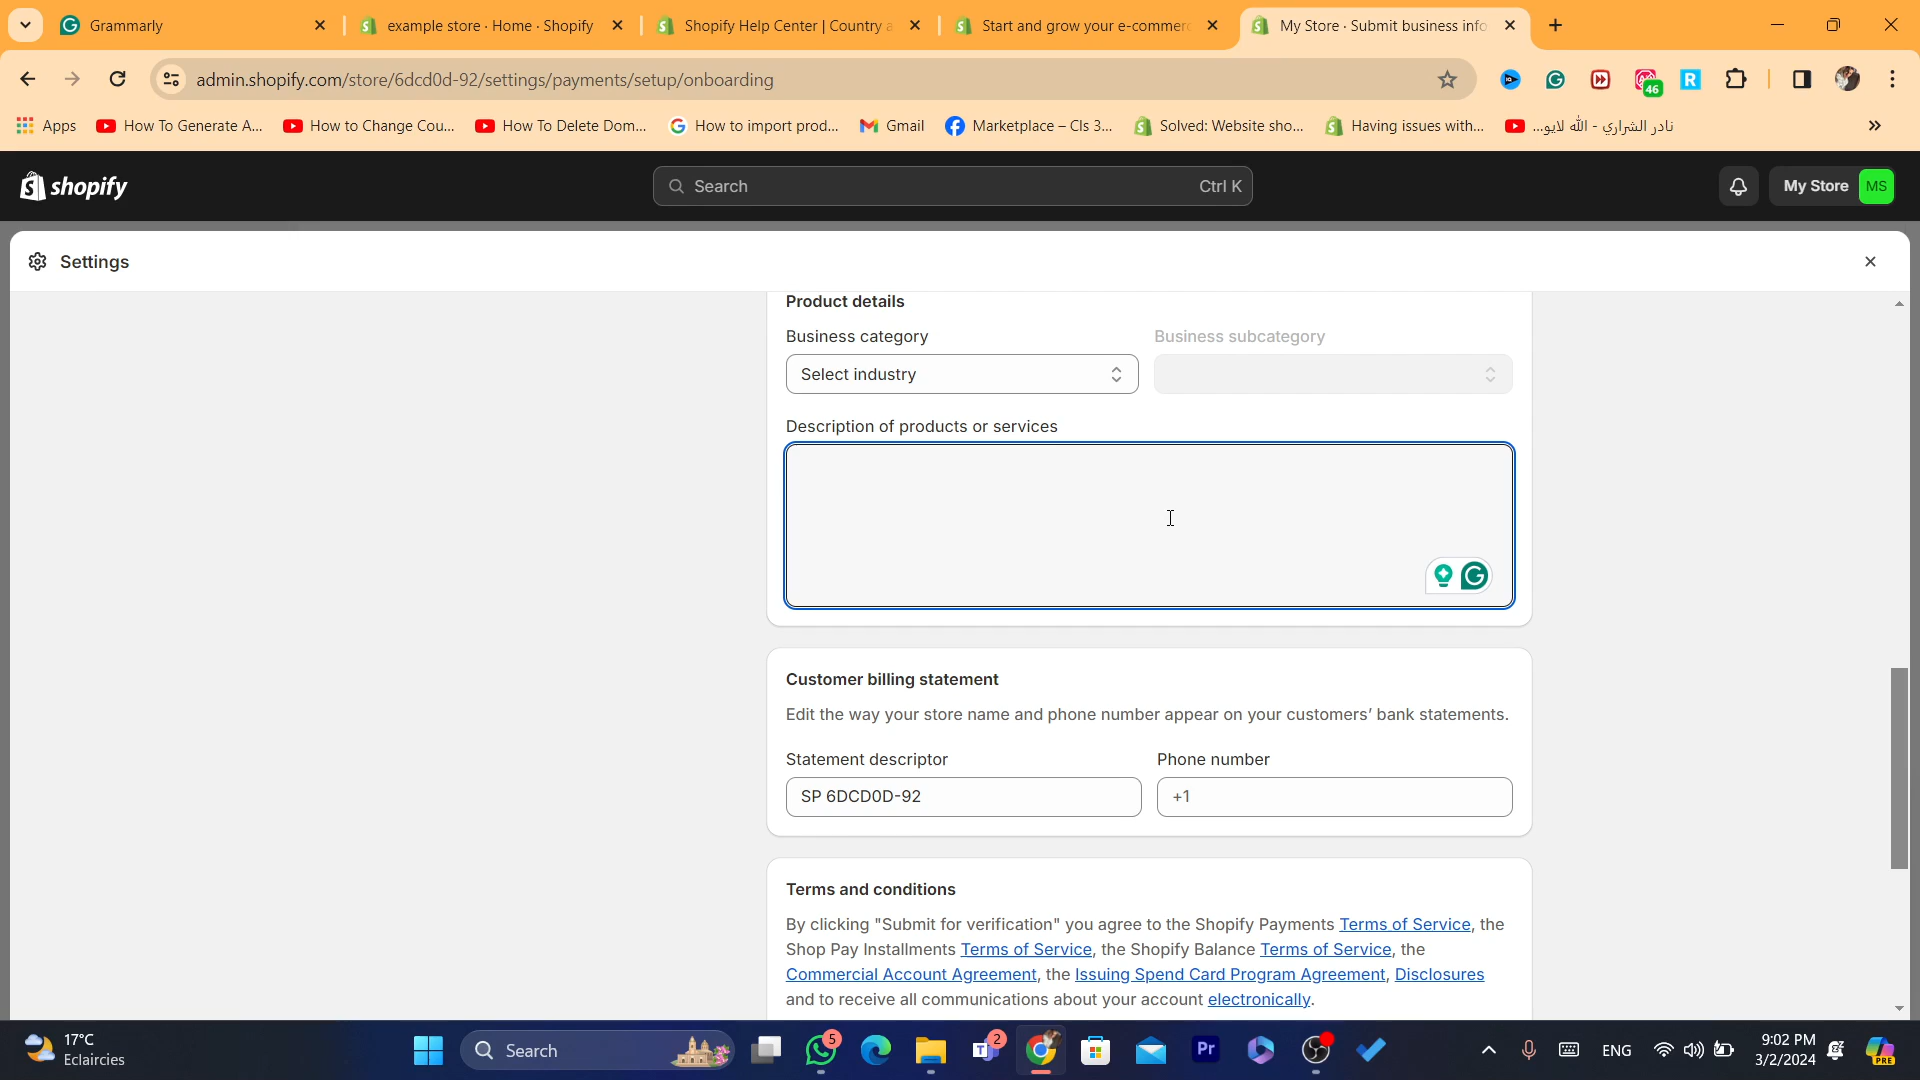 Grammarly
example store · Home · Shopify
Shopify Help Center | Country a
Start and grow your e-commerc
My Store · Submit business info
admin.shopify.com/store/6dcd0d-92/settings/payments/setup/onboarding
46
Apps
How To Generate A...
How to Change Cou...
How To Delete Dom...
How to import prod...
Gmail
Marketplace – Cls 3...
Solved: Website sho...
Having issues with...
نادر الشراري - الله لايو...
shopify
Search
Ctrl K
My Store
MS
Settings
Product details
Business category
Business subcategory
Select industry
Description of products or services
Customer billing statement
Edit the way your store name and phone number appear on your customers' bank statements.
Statement descriptor
Phone number
SP 6DCD0D-92
+1
Terms and conditions
By clicking "Submit for verification" you agree to the Shopify Payments Terms of Service, the
Shop Pay Installments Terms of Service, the Shopify Balance Terms of Service, the
Commercial Account Agreement, the Issuing Spend Card Program Agreement, Disclosures
and to receive all communications about your account electronically.
17°C
Eclaircies
Search
5
2
Pr
ENG
9:02 PM
3/2/2024
PRE